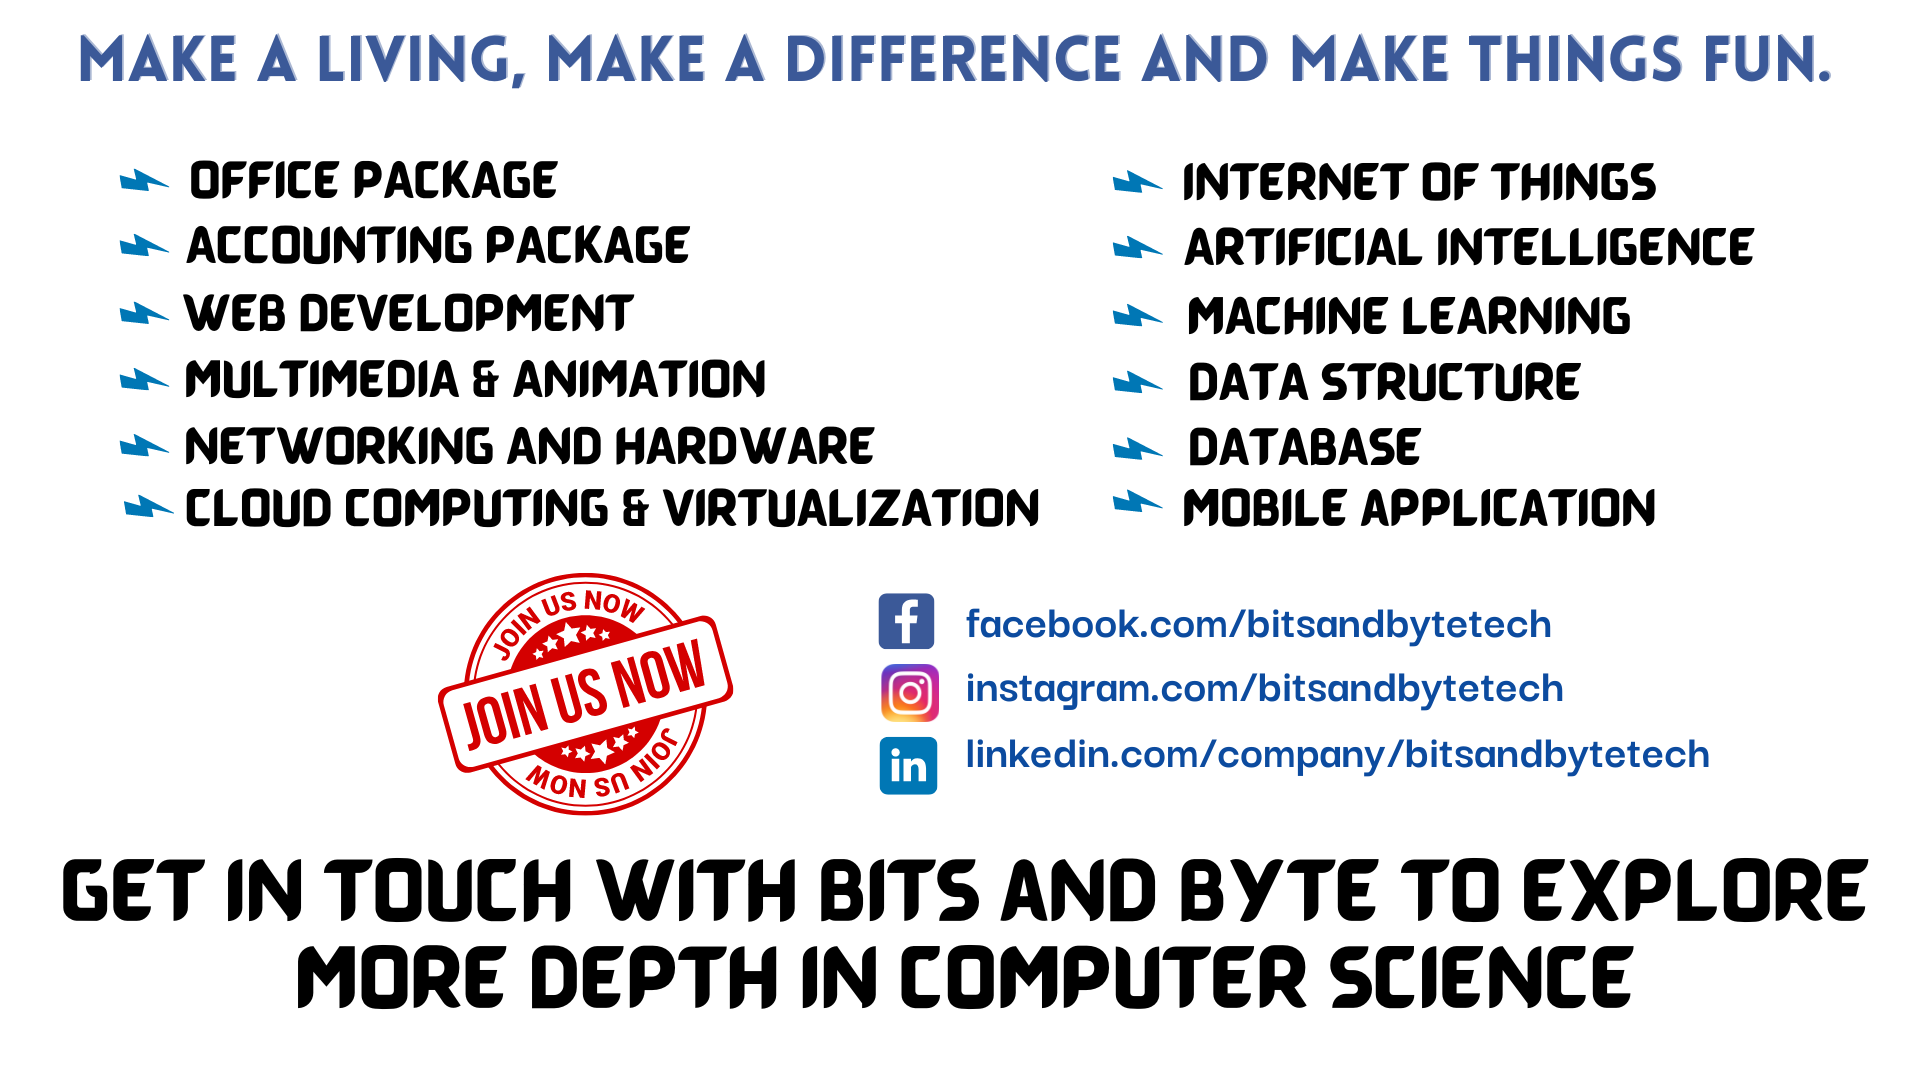 MAKE A LIVING, MAKE A DIFFERENCE AND MAKE THINGS FUN.
OFFICE PACKAGE
ACCOUNTING PACKAGE
WEB DEVELOPMENT
MULTIMEDIA & ANIMATION
NETWORKING AND HARDWARE
CLOUD COMPUTING & VIRTUALIZATION
INTERNET OF THINGS
ARTIFICIAL INTELLIGENCE
MACHINE LEARNING
DATA STRUCTURE
DATABASE
MOBILE APPLICATION
JOIN US NOW
JOIN US NOW
JOIN US NOW
facebook.com/bitsandbytetech
instagram.com/bitsandbytetech
linkedin.com/company/bitsandbytetech
GET IN TOUCH WITH BITS AND BYTE TO EXPLORE
MORE DEPTH IN COMPUTER SCIENCE